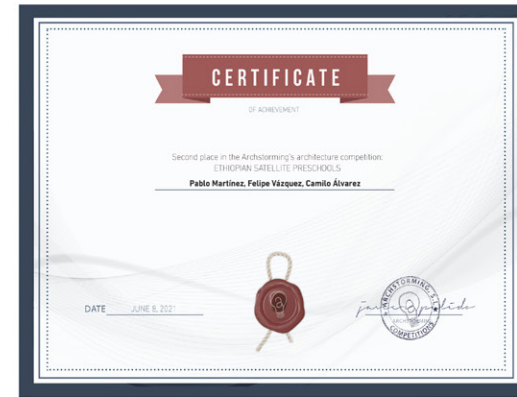 CERTIFICATE
OF ACHIEVEMENT
Second place in the Archstorming's architecture competition:
ETHIOPIAN SATELLITE PRESCHOOLS
Pablo Martínez, Felipe Vázquez, Camilo Álvarez
DATE JUNE 8, 2021
ARCHSTORMING, S.L.
COMPETITIONS